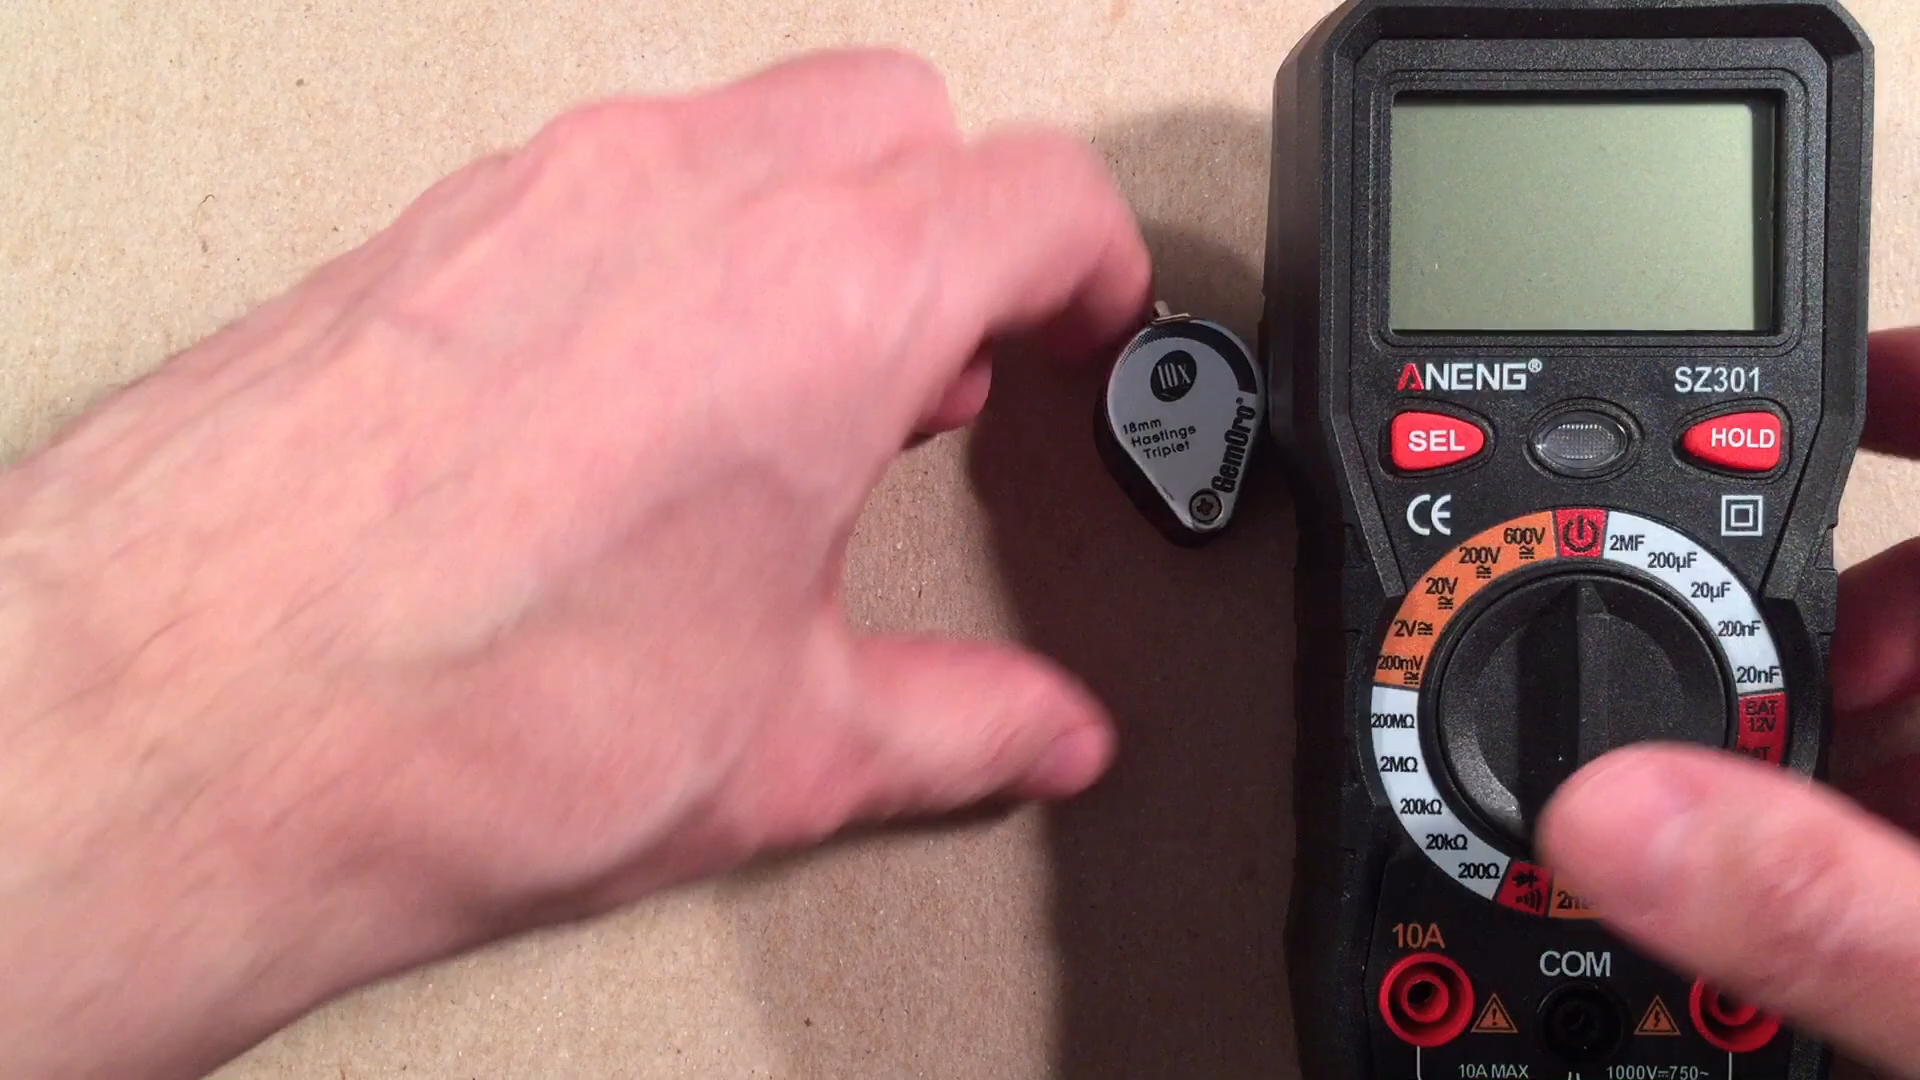 10x
18mm
Hastings
Triplet
GemOro®
ANENG®
SZ301
SEL
HOLD
CE
600V
200V
20V
2V
200mV
200MΩ
2MΩ
200kΩ
20kΩ
200Ω
2MF
200µF
20µF
200nF
20nF
BAT
12V
10A
COM
10A MAX
1000V⎓750~